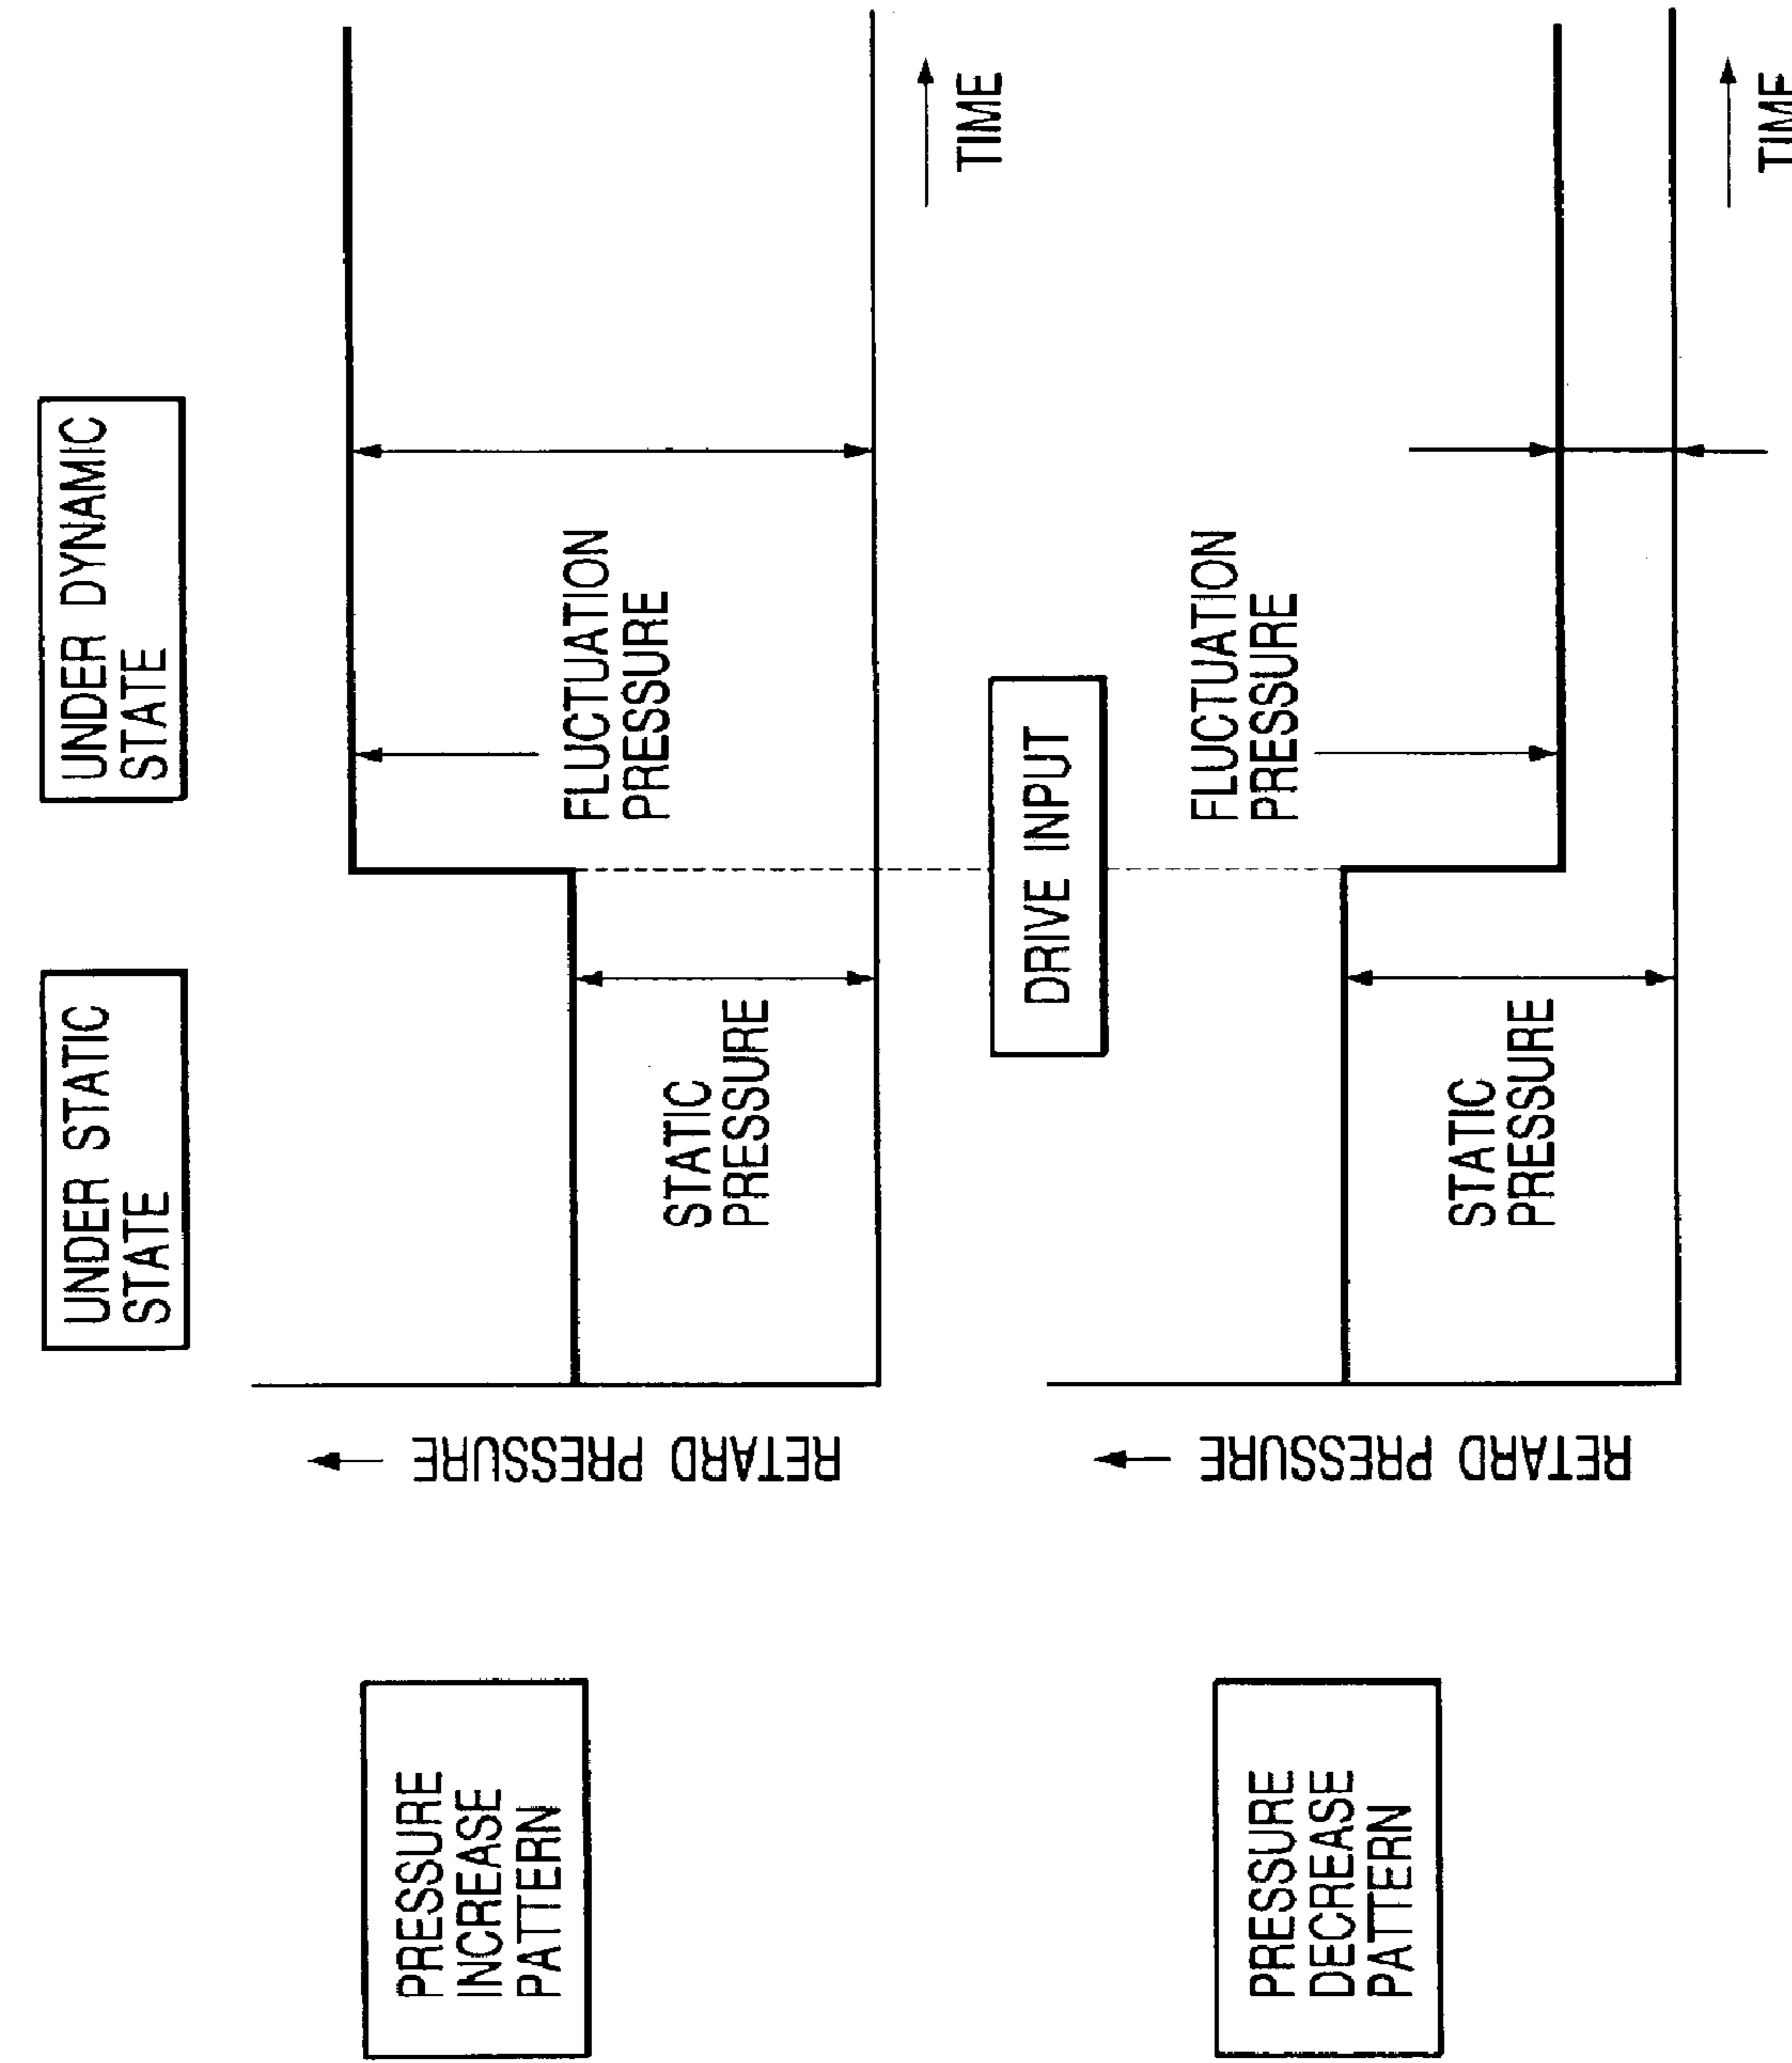 UNDER STATIC
STATE
UNDER DYNAMIC
STATE
PRESSURE
INCREASE
PATTERN
RETARD PRESSURE
STATIC
PRESSURE
FLUCTUATION
PRESSURE
TIME
DRIVE INPUT
PRESSURE
DECREASE
PATTERN
RETARD PRESSURE
STATIC
PRESSURE
FLUCTUATION
PRESSURE
TIME